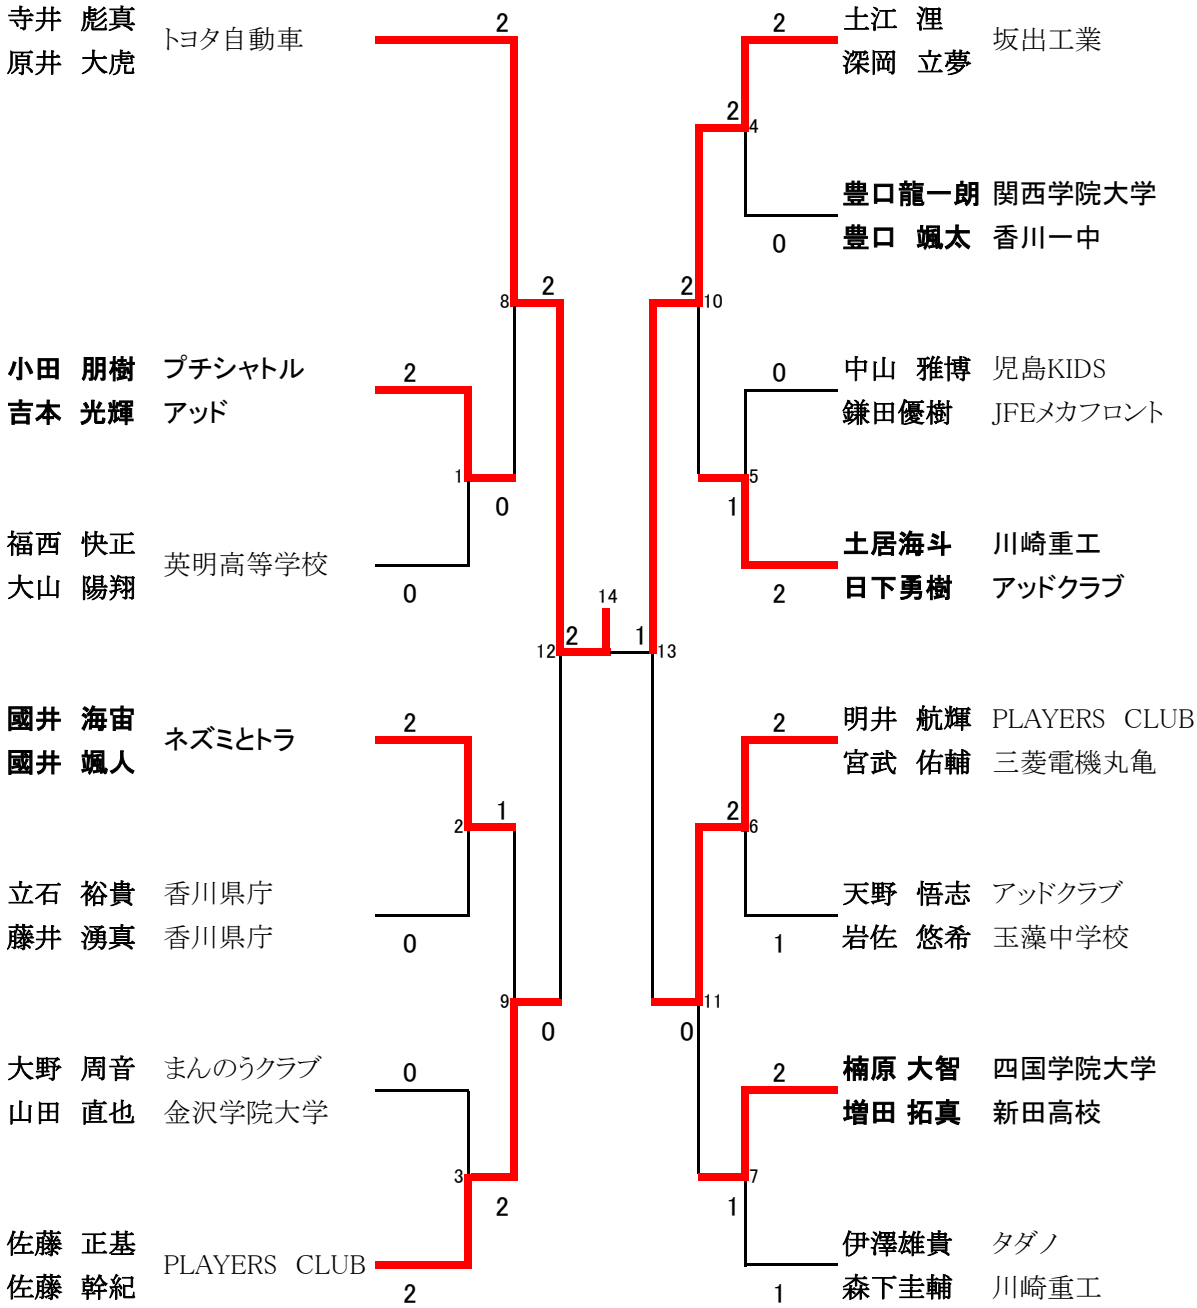 寺井　彪真
原井　大虎
トヨタ自動車
2
小田　朋樹　プチシャトル
吉本　光輝　アッド
2
福西　快正
大山　陽翔
英明高等学校
0
1
0
8
2
國井　海宙
國井　颯人
ネズミとトラ
2
立石　裕貴　香川県庁
藤井　湧真　香川県庁
0
2
1
大野　周音　まんのうクラブ
山田　直也　金沢学院大学
0
佐藤　正基
佐藤　幹紀
PLAYERS　CLUB
2
3
2
9
0
12
2
14
1
13
2
土江　浬
深岡　立夢
坂出工業
2
4
豊口龍一朗　関西学院大学
豊口　颯太　香川一中
0
2
10
0
中山　雅博　児島KIDS
鎌田優樹　JFEメカフロント
5
1
土居海斗　川崎重工
日下勇樹　アッドクラブ
2
2
明井　航輝　PLAYERS　CLUB
宮武　佑輔　三菱電機丸亀
2
6
天野　悟志　アッドクラブ
岩佐　悠希　玉藻中学校
1
11
0
2
楠原 大智　四国学院大学
増田 拓真　新田高校
7
1
伊澤雄貴　タダノ
森下圭輔　川崎重工
1